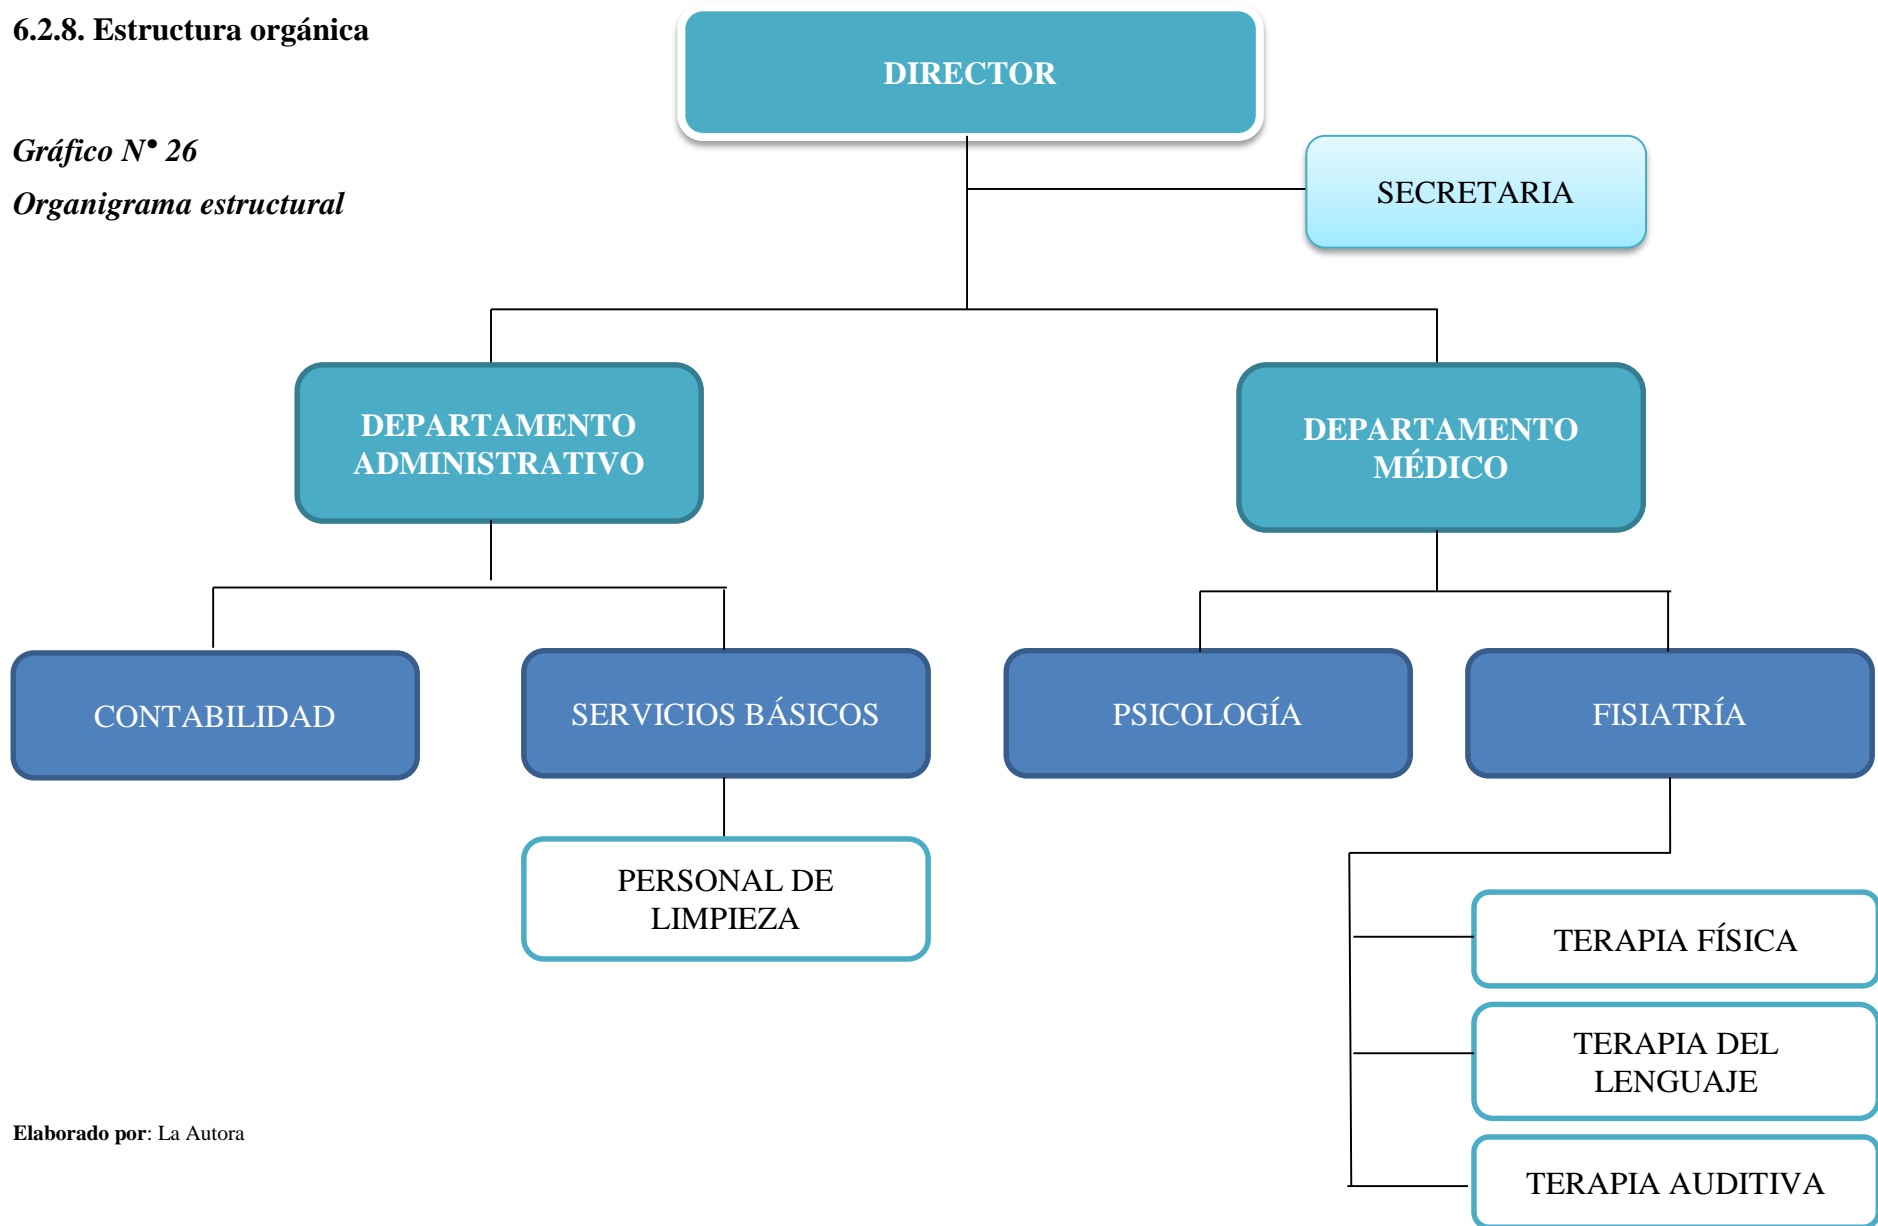 6.2.8. Estructura orgánica
DIRECTOR
Gráfico N° 26
Organigrama estructural
SECRETARIA
DEPARTAMENTO
ADMINISTRATIVO
DEPARTAMENTO
MÉDICO
CONTABILIDAD
SERVICIOS BÁSICOS
PSICOLOGÍA
FISIATRÍA
PERSONAL DE
LIMPIEZA
TERAPIA FÍSICA
TERAPIA DEL
LENGUAJE
TERAPIA AUDITIVA
Elaborado por: La Autora